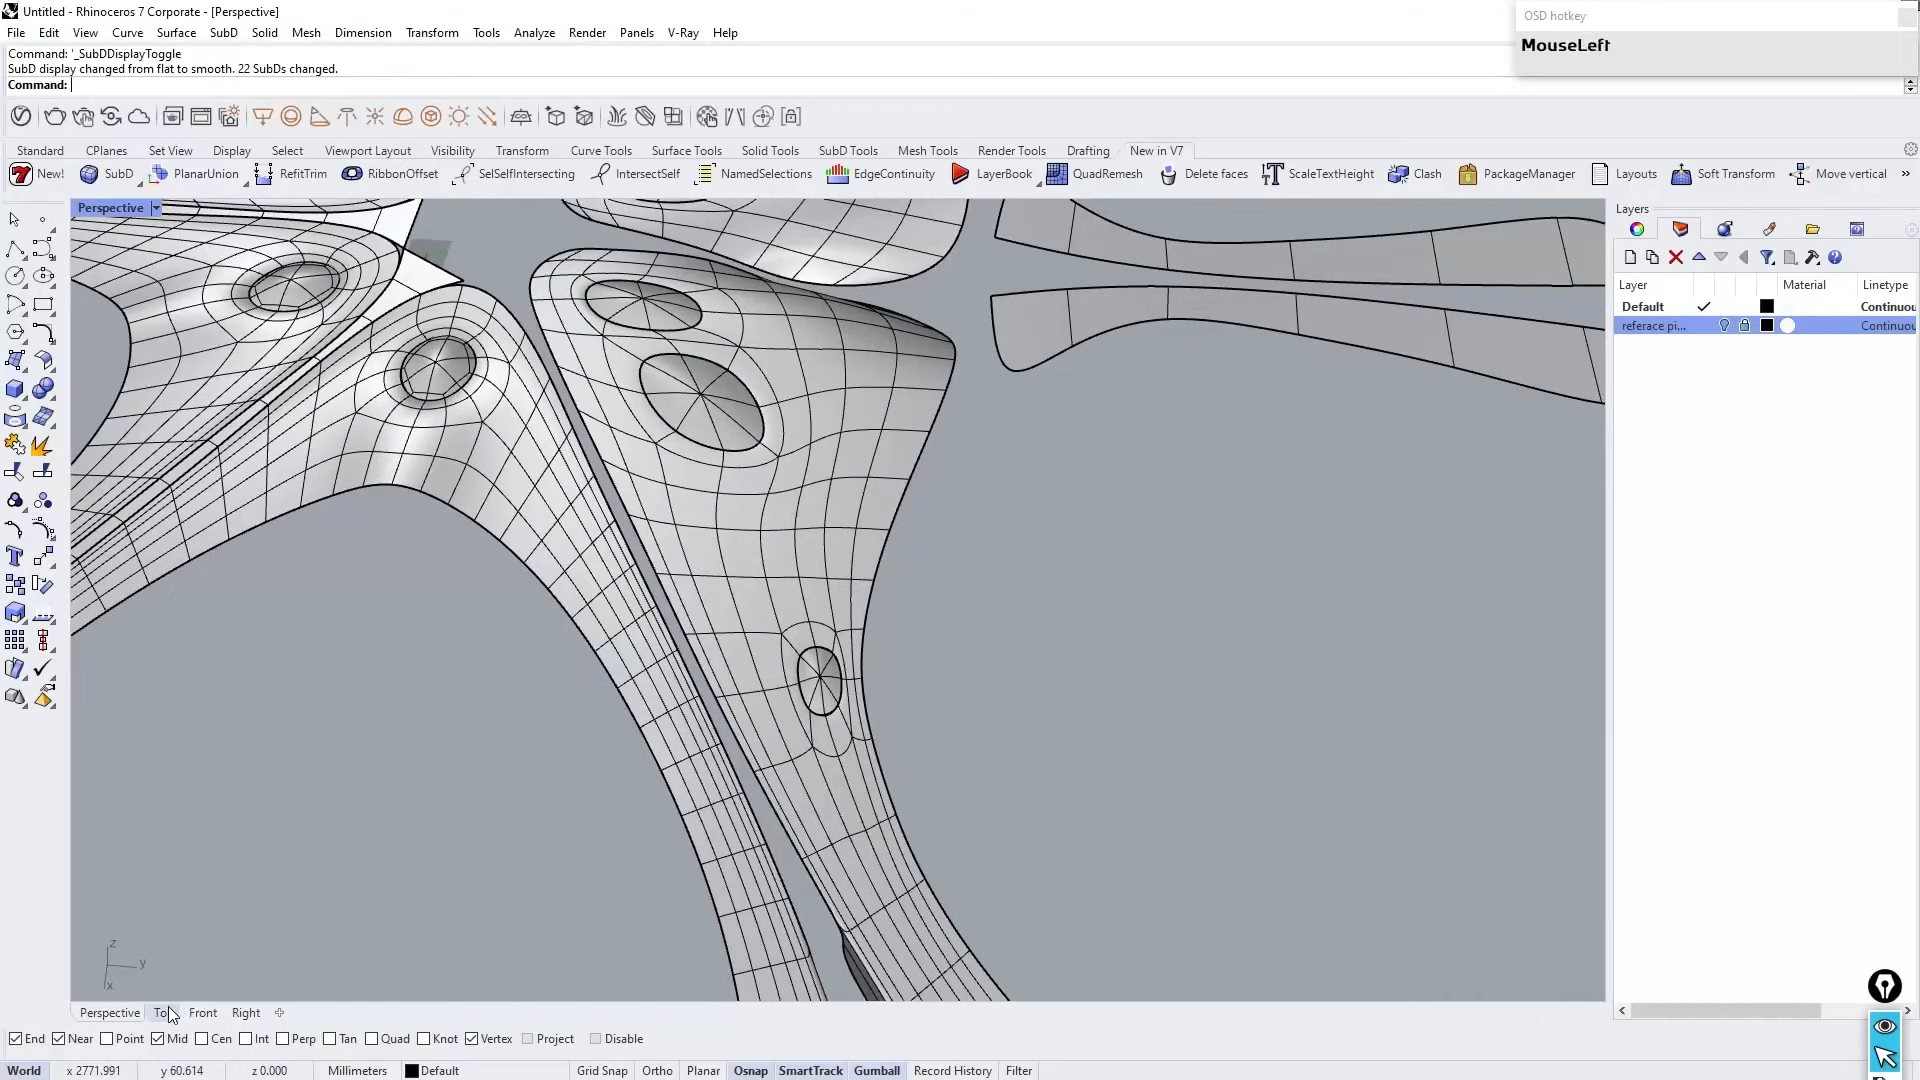 Untitled - Rhinoceros 7 Corporate - [Perspective]
OSD hotkey
File Edit View Curve Surface SubD Solid Mesh Dimension Transform Tools Analyze Render Panels V-Ray Help
MouseLeft
Command: '_SubDDisplayToggle
SubD display changed from flat to smooth. 22 SubDs changed.
Command:
Standard CPlanes Set View Display Select Viewport Layout Visibility Transform Curve Tools Surface Tools Solid Tools SubD Tools Mesh Tools Render Tools Drafting New in V7
7 New! SubD PlanarUnion RefitTrim RibbonOffset SelSelfIntersecting IntersectSelf NamedSelections EdgeContinuity LayerBook QuadRemesh Delete faces ScaleTextHeight Clash PackageManager Layouts Soft Transform Move vertical »
Perspective
Layers
Layer Material Linetype
Default Continuou
referace pi... Continuou
z
y
x
Perspective To Front Right
End Near Point Mid Cen Int Perp Tan Quad Knot Vertex Project Disable
World x 2771.991 y 60.614 z 0.000 Millimeters Default Grid Snap Ortho Planar Osnap SmartTrack Gumball Record History Filter